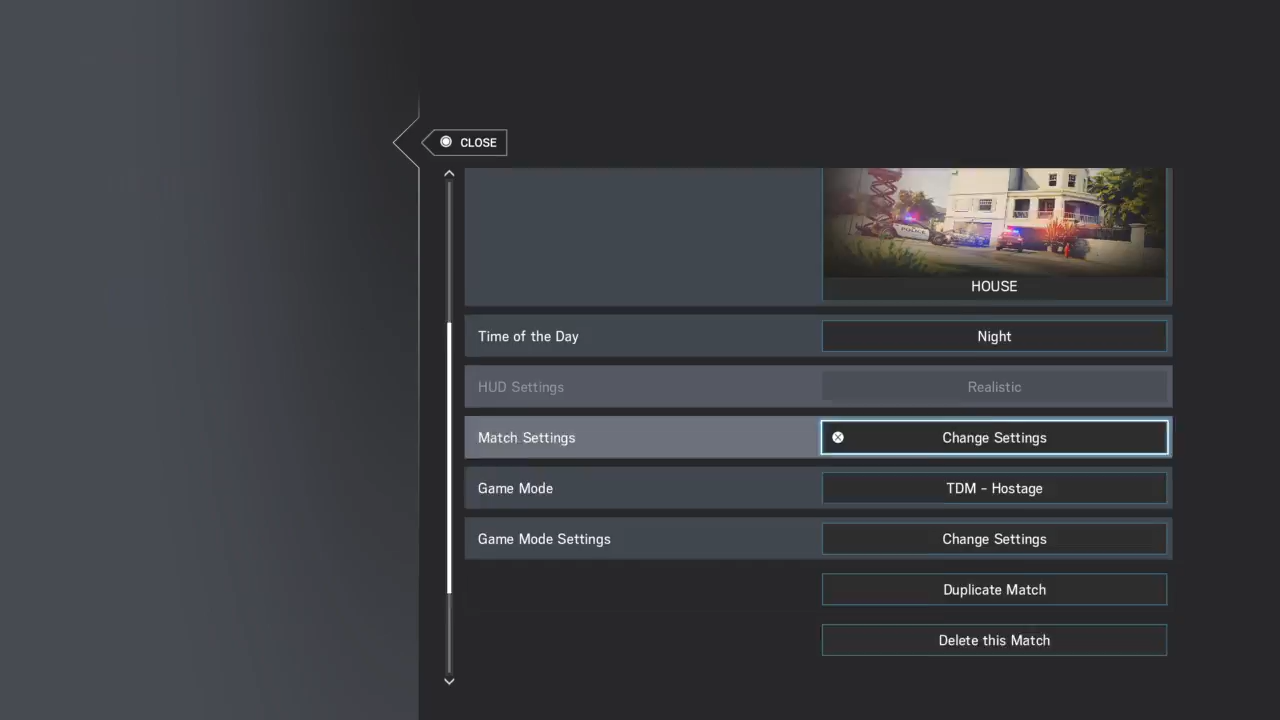 CLOSE
POLICE
HOUSE
Time of the Day
Night
HUD Settings
Realistic
Match Settings
Change Settings
Game Mode
TDM - Hostage
Game Mode Settings
Change Settings
Duplicate Match
Delete this Match